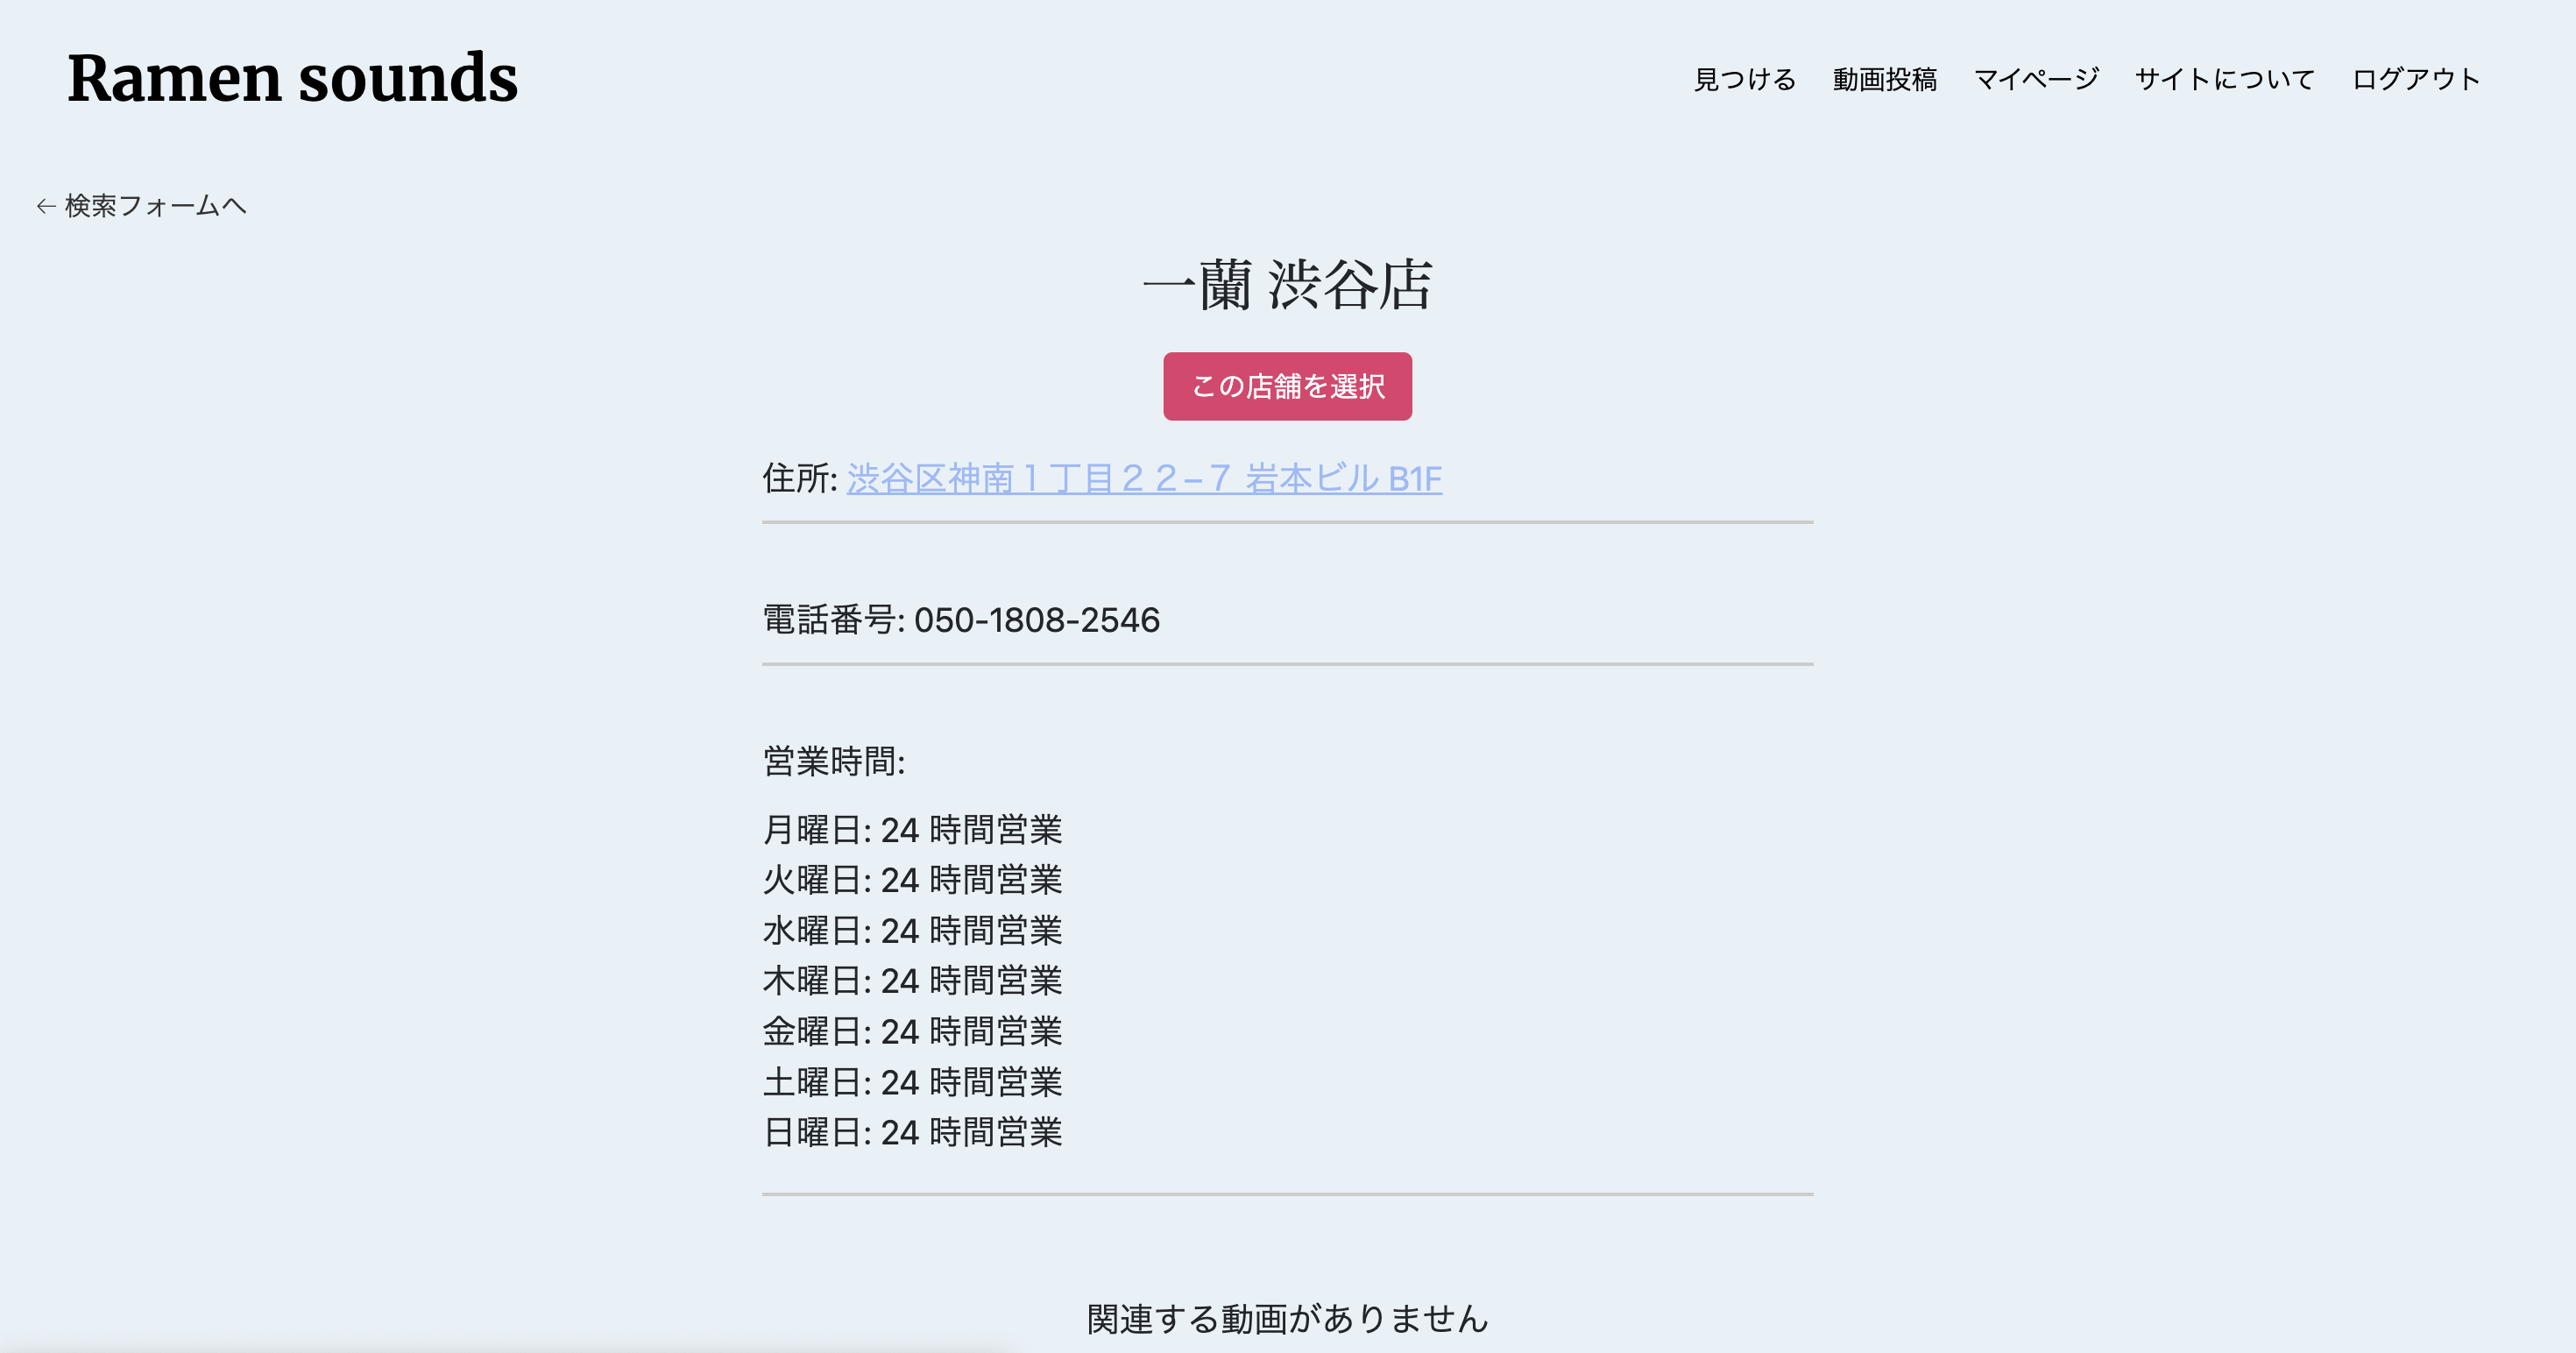 Ramen sounds
見つける 動画投稿 マイページ サイトについて ログアウト
← 検索フォームへ
一蘭 渋谷店
この店舗を選択
住所: 渋谷区神南１丁目２２−７ 岩本ビル B1F
電話番号: 050-1808-2546
営業時間:
月曜日: 24 時間営業
火曜日: 24 時間営業
水曜日: 24 時間営業
木曜日: 24 時間営業
金曜日: 24 時間営業
土曜日: 24 時間営業
日曜日: 24 時間営業
関連する動画がありません